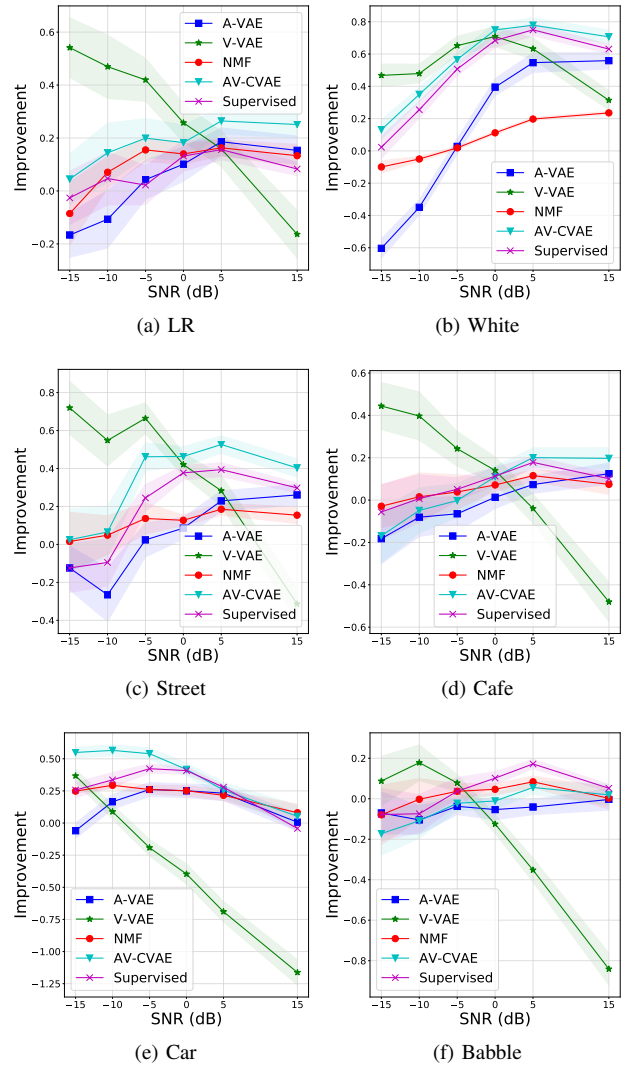 0.6
0.4
0.2
0.0
−0.2
Improvement
A-VAE
V-VAE
NMF
AV-CVAE
Supervised
−15 −10 −5 0 5 15
SNR (dB)
(a) LR
0.8
0.6
0.4
0.2
0.0
−0.2
−0.4
−0.6
Improvement
A-VAE
V-VAE
NMF
AV-CVAE
Supervised
−15 −10 −5 0 5 15
SNR (dB)
(b) White
0.8
0.6
0.4
0.2
0.0
−0.2
−0.4
Improvement
A-VAE
V-VAE
NMF
AV-CVAE
Supervised
−15 −10 −5 0 5 15
SNR (dB)
(c) Street
0.6
0.4
0.2
0.0
−0.2
−0.4
−0.6
Improvement
A-VAE
V-VAE
NMF
AV-CVAE
Supervised
−15 −10 −5 0 5 15
SNR (dB)
(d) Cafe
0.50
0.25
0.00
−0.25
−0.50
−0.75
−1.00
−1.25
Improvement
A-VAE
V-VAE
NMF
AV-CVAE
Supervised
−15 −10 −5 0 5 15
SNR (dB)
(e) Car
0.2
0.0
−0.2
−0.4
−0.6
−0.8
Improvement
A-VAE
V-VAE
NMF
AV-CVAE
Supervised
−15 −10 −5 0 5 15
SNR (dB)
(f) Babble